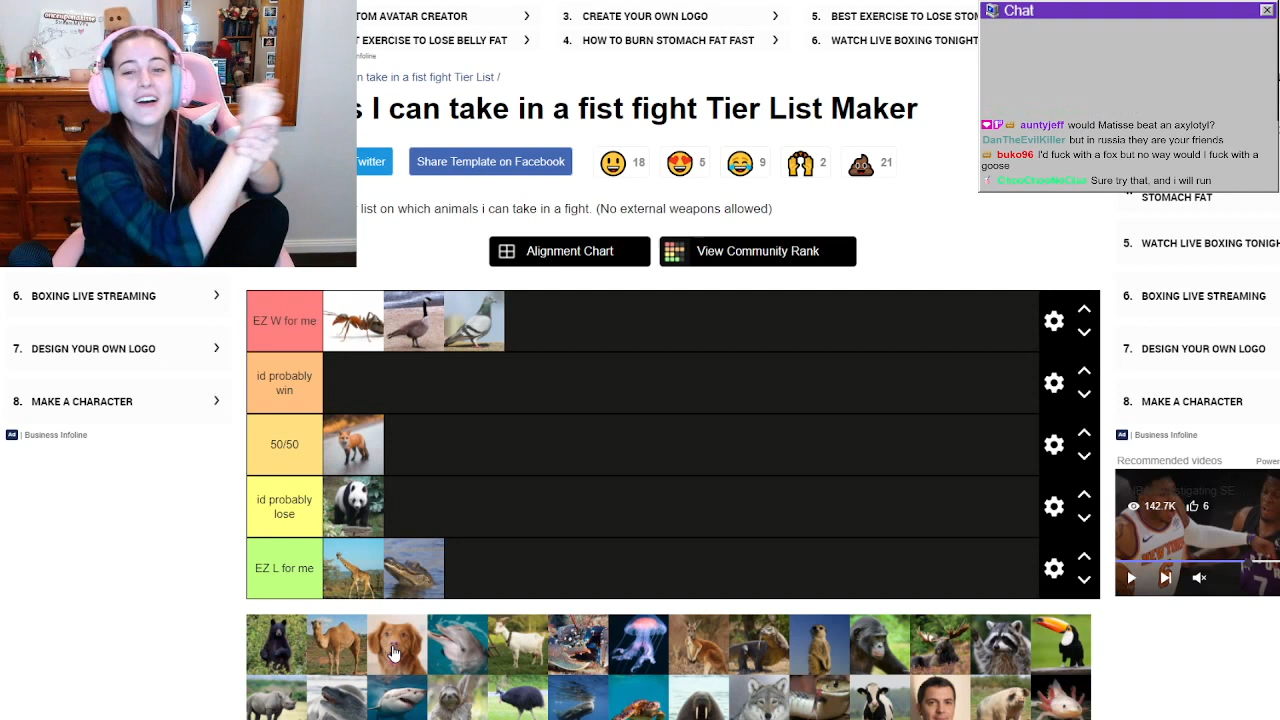 TOM AVATAR CREATOR
3. CREATE YOUR OWN LOGO
5. BEST EXERCISE TO LOSE STOM
T EXERCISE TO LOSE BELLY FAT
4. HOW TO BURN STOMACH FAT FAST
6. WATCH LIVE BOXING TONIGHT
Infoline
n take in a fist fight Tier List /
s I can take in a fist fight Tier List Maker
Twitter
Share Template on Facebook
18
5
9
2
21
list on which animals i can take in a fight. (No external weapons allowed)
Alignment Chart
View Community Rank
Chat
auntyjeff would Matisse beat an axylotyl?
DanTheEvilKiller but in russia they are your friends
buko96 I'd fuck with a fox but no way would I fuck with a
goose
Sure try that, and i will run
STOMACH FAT
5. WATCH LIVE BOXING TONIGH
6. BOXING LIVE STREAMING
7. DESIGN YOUR OWN LOGO
8. MAKE A CHARACTER
Ad | Business Infoline
6. BOXING LIVE STREAMING
7. DESIGN YOUR OWN LOGO
8. MAKE A CHARACTER
Ad | Business Infoline
EZ W for me
id probably
win
50/50
id probably
lose
EZ L for me
Recommended videos
Power
142.7K
6
NEW YORK